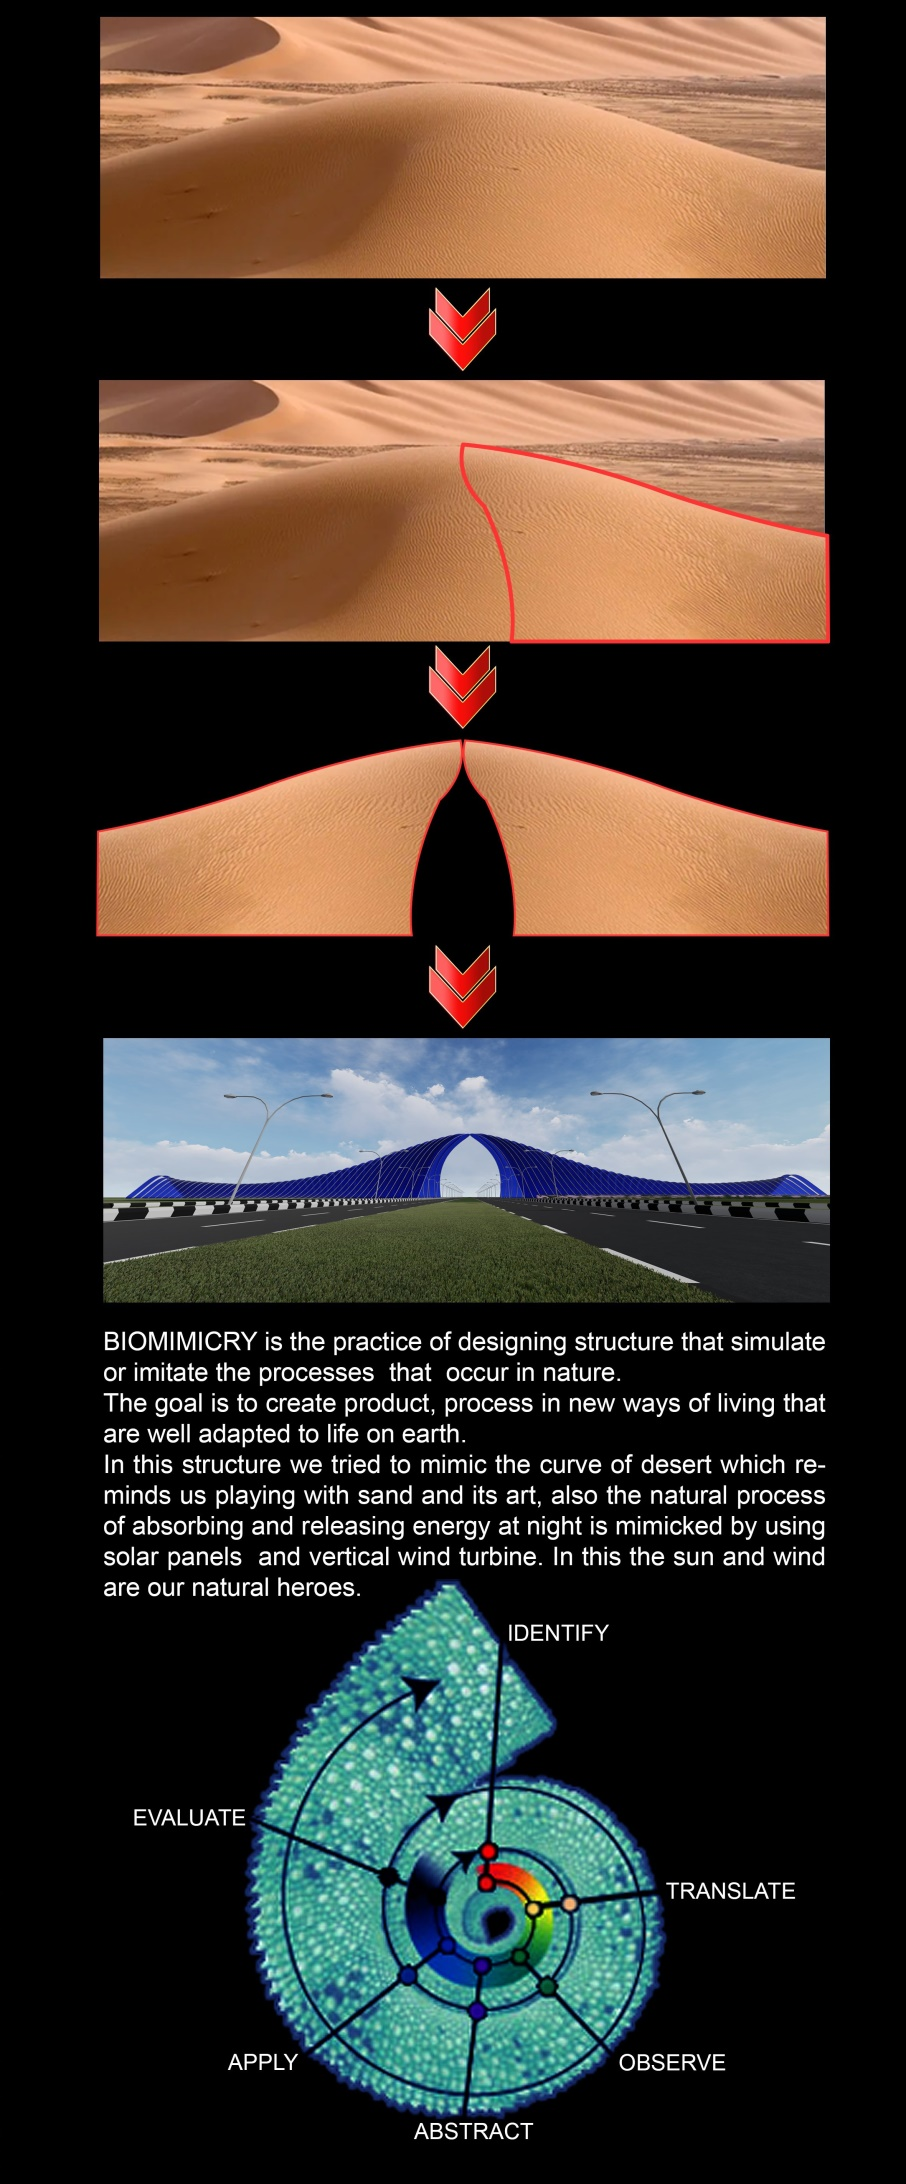 BIOMIMICRY is the practice of designing structure that simulate
or imitate the processes that occur in nature.
The goal is to create product, process in new ways of living that
are well adapted to life on earth.
In this structure we tried to mimic the curve of desert which re-
minds us playing with sand and its art, also the natural process
of absorbing and releasing energy at night is mimicked by using
solar panels and vertical wind turbine. In this the sun and wind
are our natural heroes.
IDENTIFY
EVALUATE
TRANSLATE
APPLY
OBSERVE
ABSTRACT